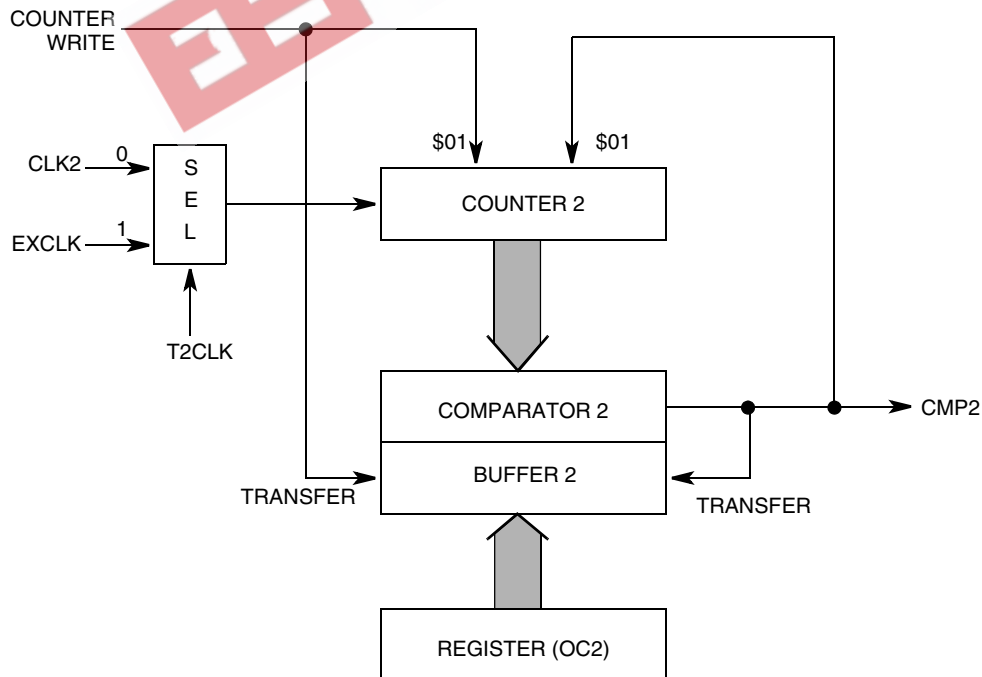 COUNTER
WRITE
$01
$01
CLK2
0
S
E
L
EXCLK
1
COUNTER 2
T2CLK
COMPARATOR 2
CMP2
BUFFER 2
TRANSFER
TRANSFER
REGISTER (OC2)